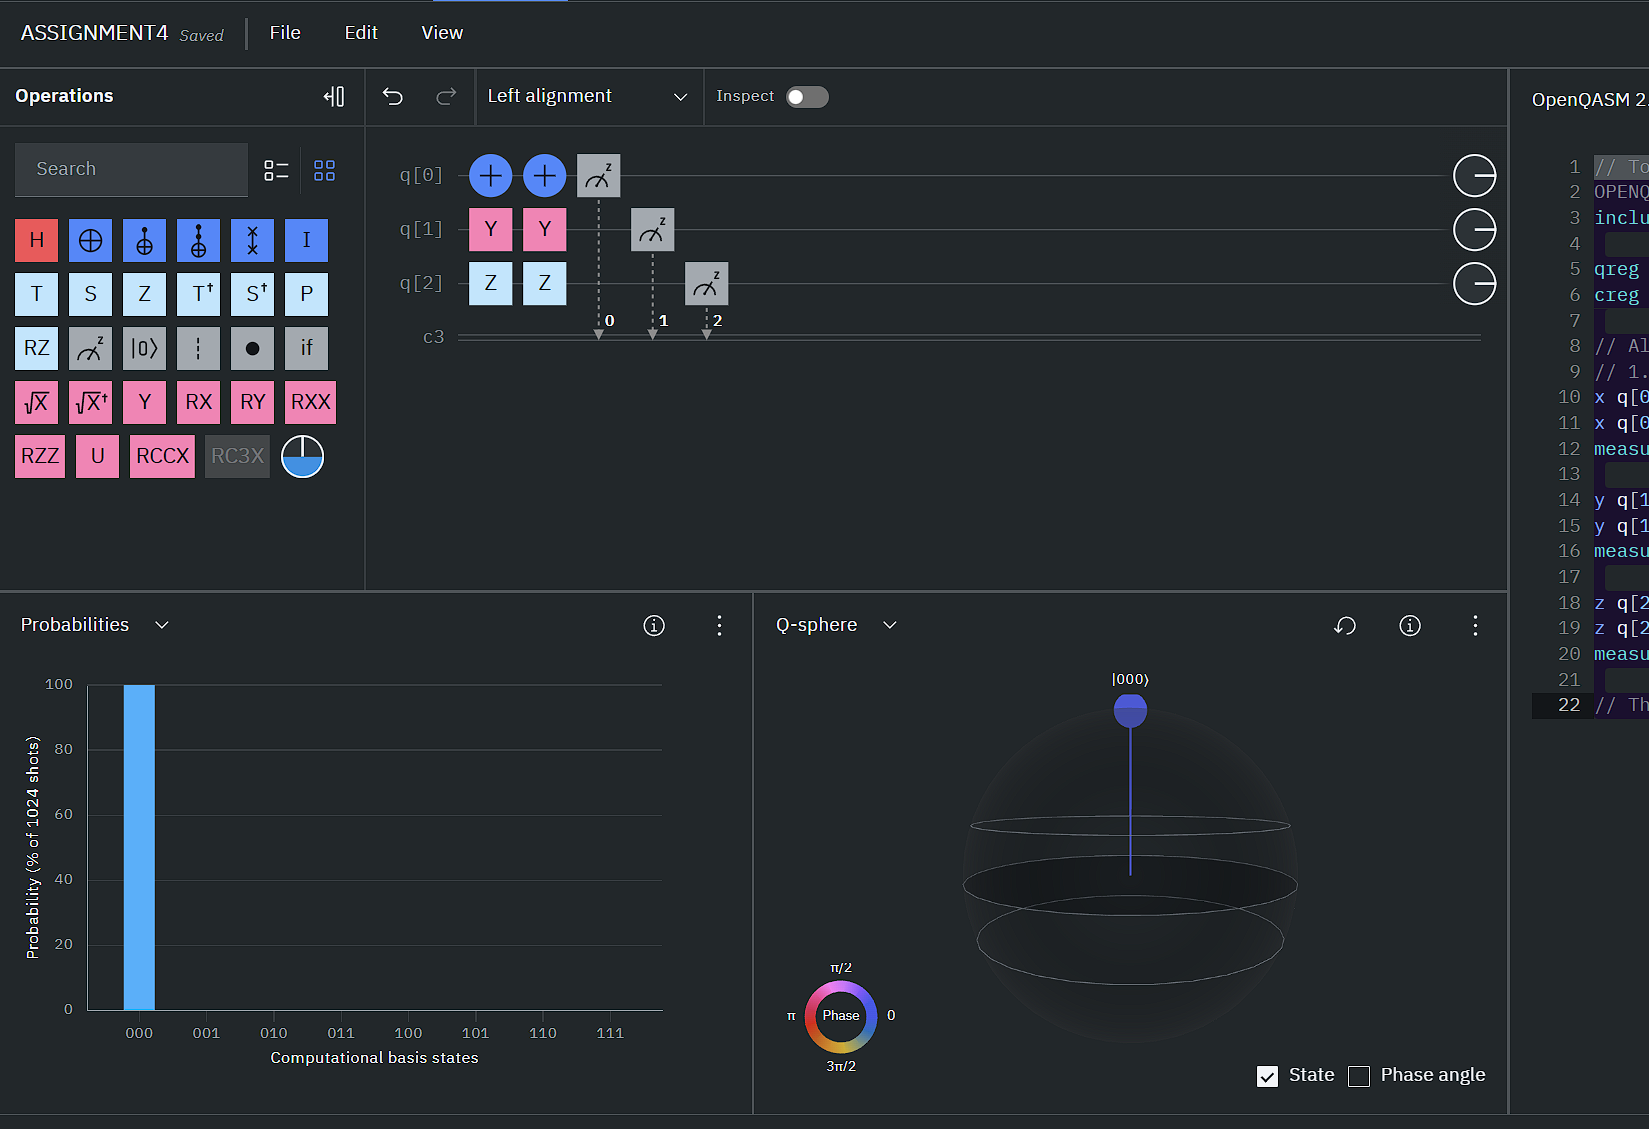 ASSIGNMENT4 Saved File Edit View
Operations
Left alignment
Inspect
OpenQASM 2.
Search
H I
T S Z T† S† P
RZ z |0⟩ if
√X √X† Y RX RY RXX
RZZ U RCCX RC3X
q[0] + + z
q[1] Y Y z
q[2] Z Z z
0 1 2
c3
1 // To
2 OPENQ
3 inclu
4
5 qreg
6 creg
7
8 // Al
9 // 1.
10 x q[0
11 x q[0
12 measu
13
14 y q[1
15 y q[1
16 measu
17
18 z q[2
19 z q[2
20 measu
21
22 // Th
Probabilities
Probability (% of 1024 shots)
100
80
60
40
20
0
000 001 010 011 100 101 110 111
Computational basis states
Q-sphere
|000⟩
π/2
π Phase 0
3π/2
State Phase angle